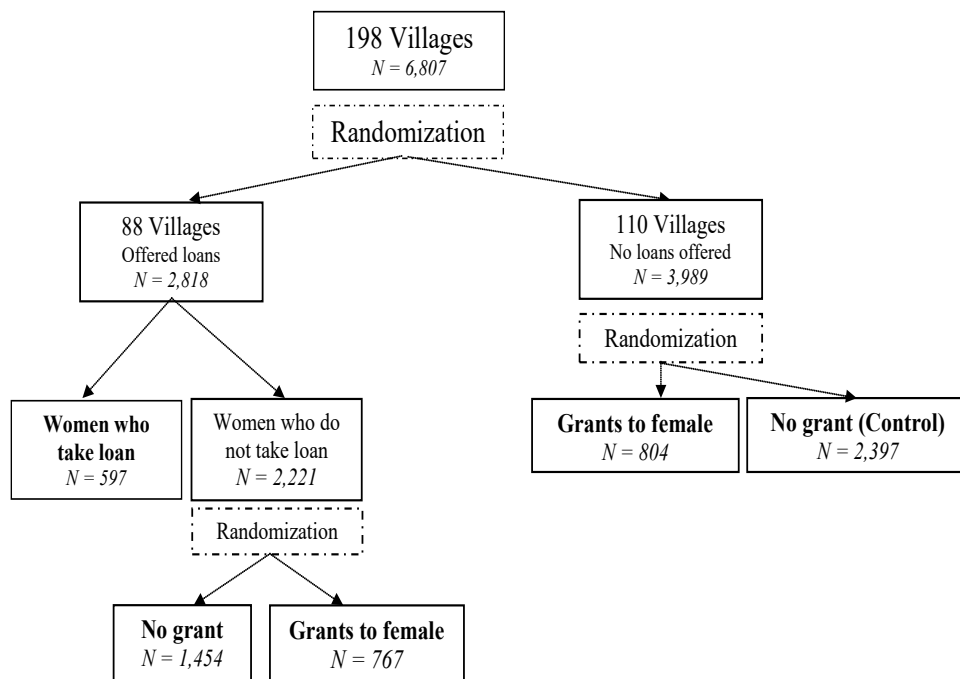 198 Villages
N = 6,807
Randomization
88 Villages
Offered loans
N = 2,818
110 Villages
No loans offered
N = 3,989
Randomization
Women who
take loan
N = 597
Women who do
not take loan
N = 2,221
Grants to female
N = 804
No grant (Control)
N = 2,397
Randomization
No grant
N = 1,454
Grants to female
N = 767